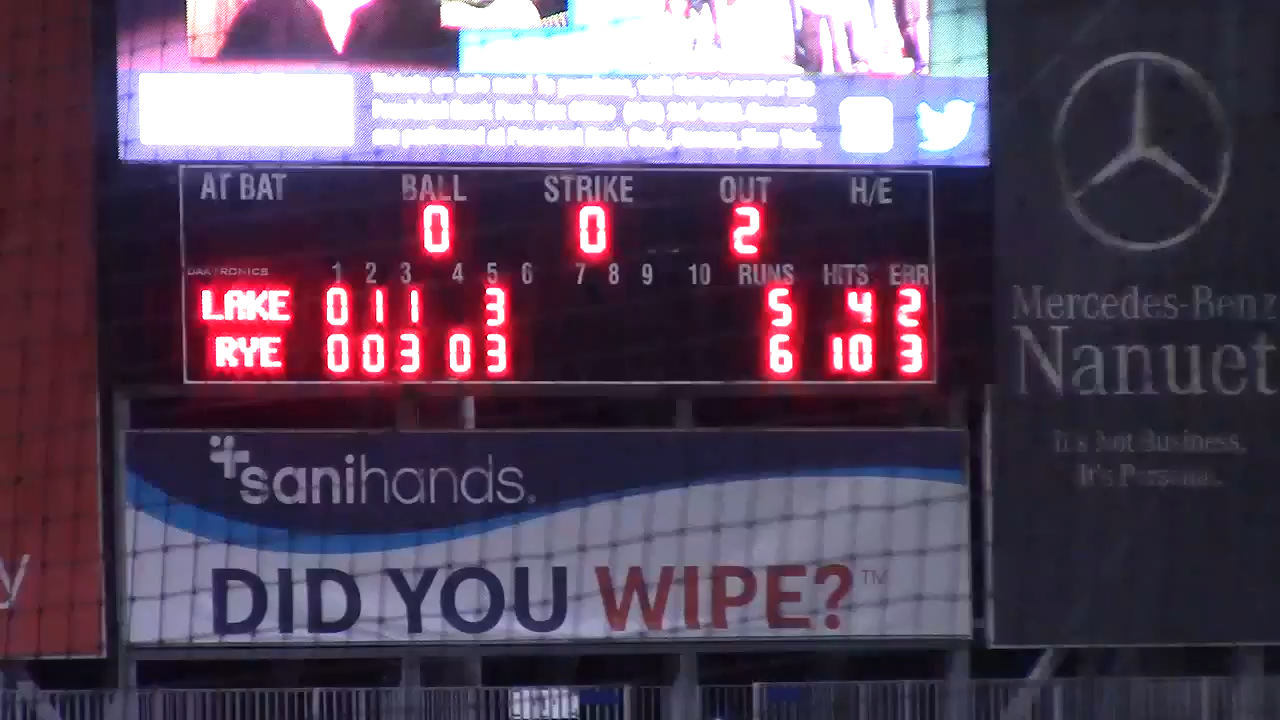 AT BAT BALL STRIKE OUT H/E
0 0 2
DAKTRONICS 1 2 3 4 5 6 7 8 9 10 RUNS HITS ERR
LAKE 0 1 1 3 5 4 2
RYE 0 0 3 0 3 6 10 3
Mercedes-Benz
Nanuet
It's Not Business.
It's Personal.
sanihands.
DID YOU WIPE?™
y